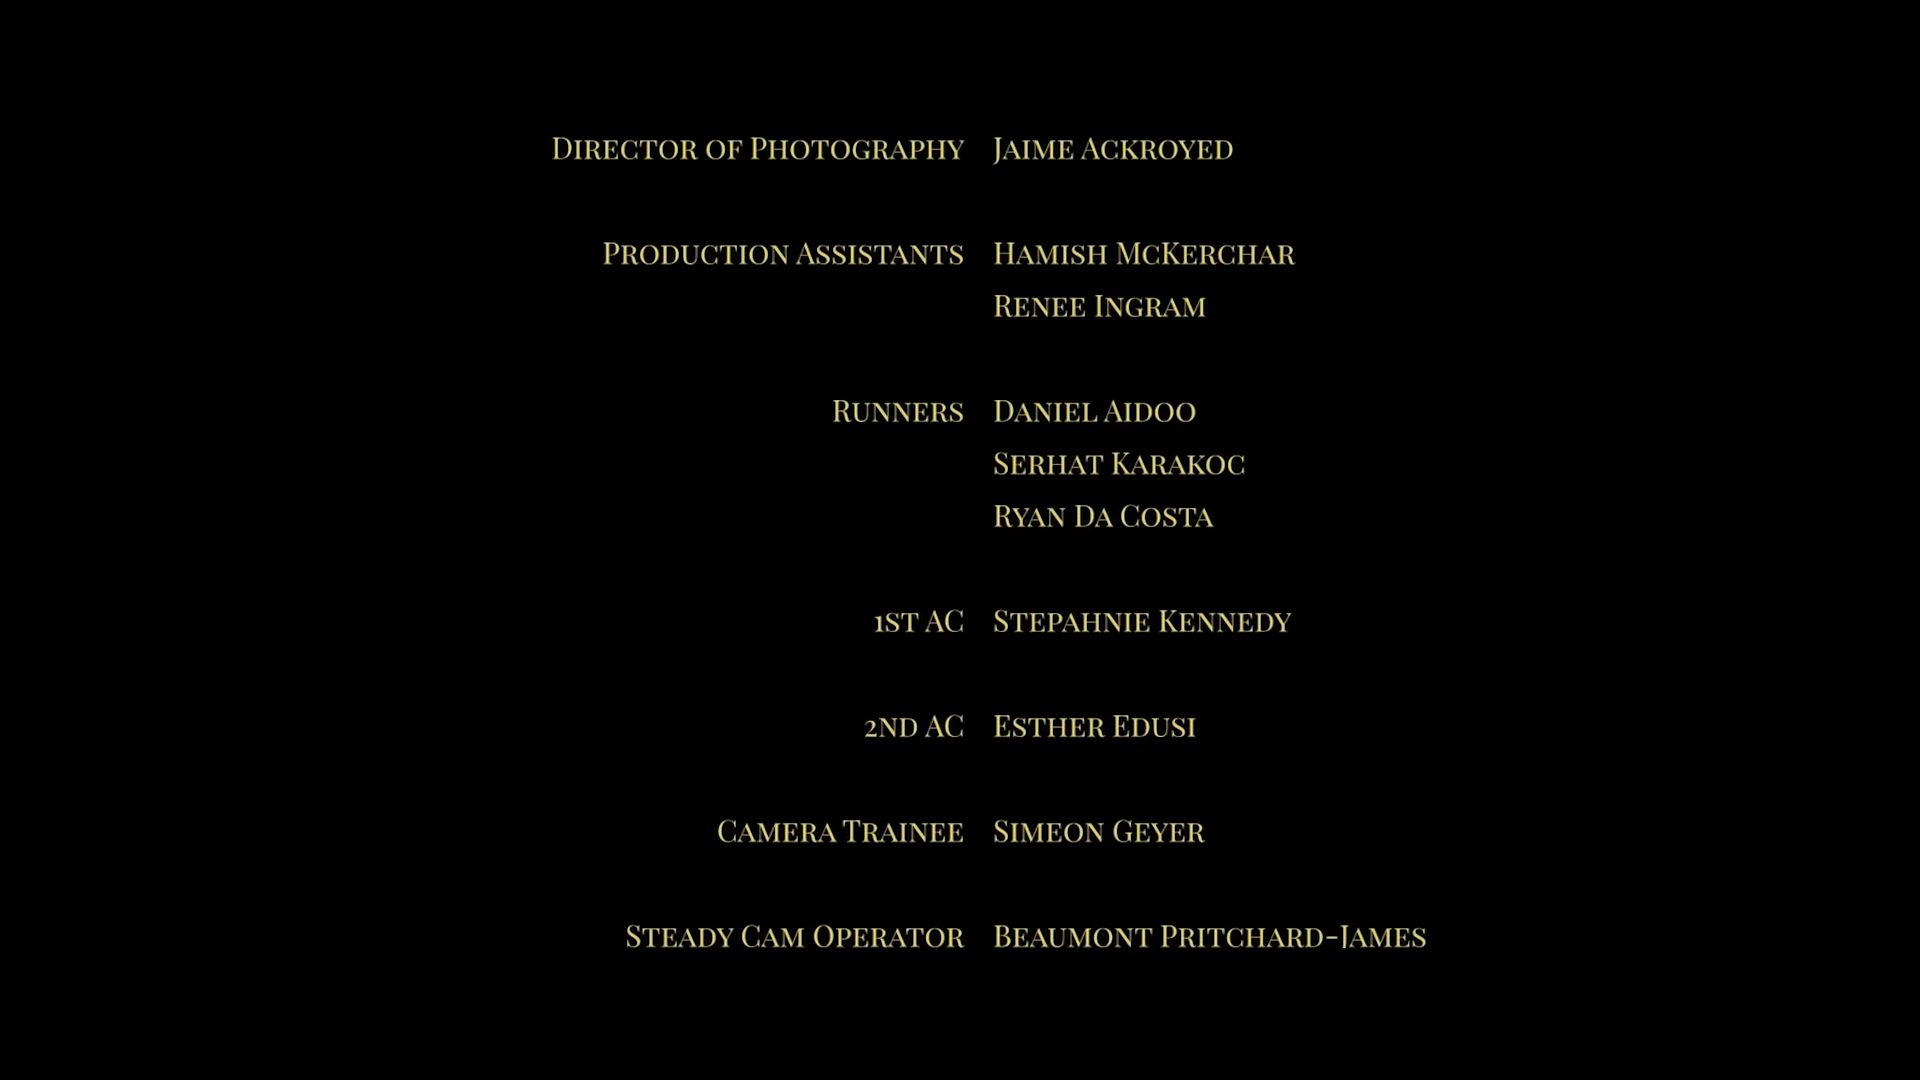 Director of Photography Jaime Ackroyed
Production Assistants Hamish McKerchar
Renee Ingram
Runners Daniel Aidoo
Serhat Karakoc
Ryan Da Costa
1st AC Stepahnie Kennedy
2nd AC Esther Edusi
Camera Trainee Simeon Geyer
Steady Cam Operator Beaumont Pritchard-James